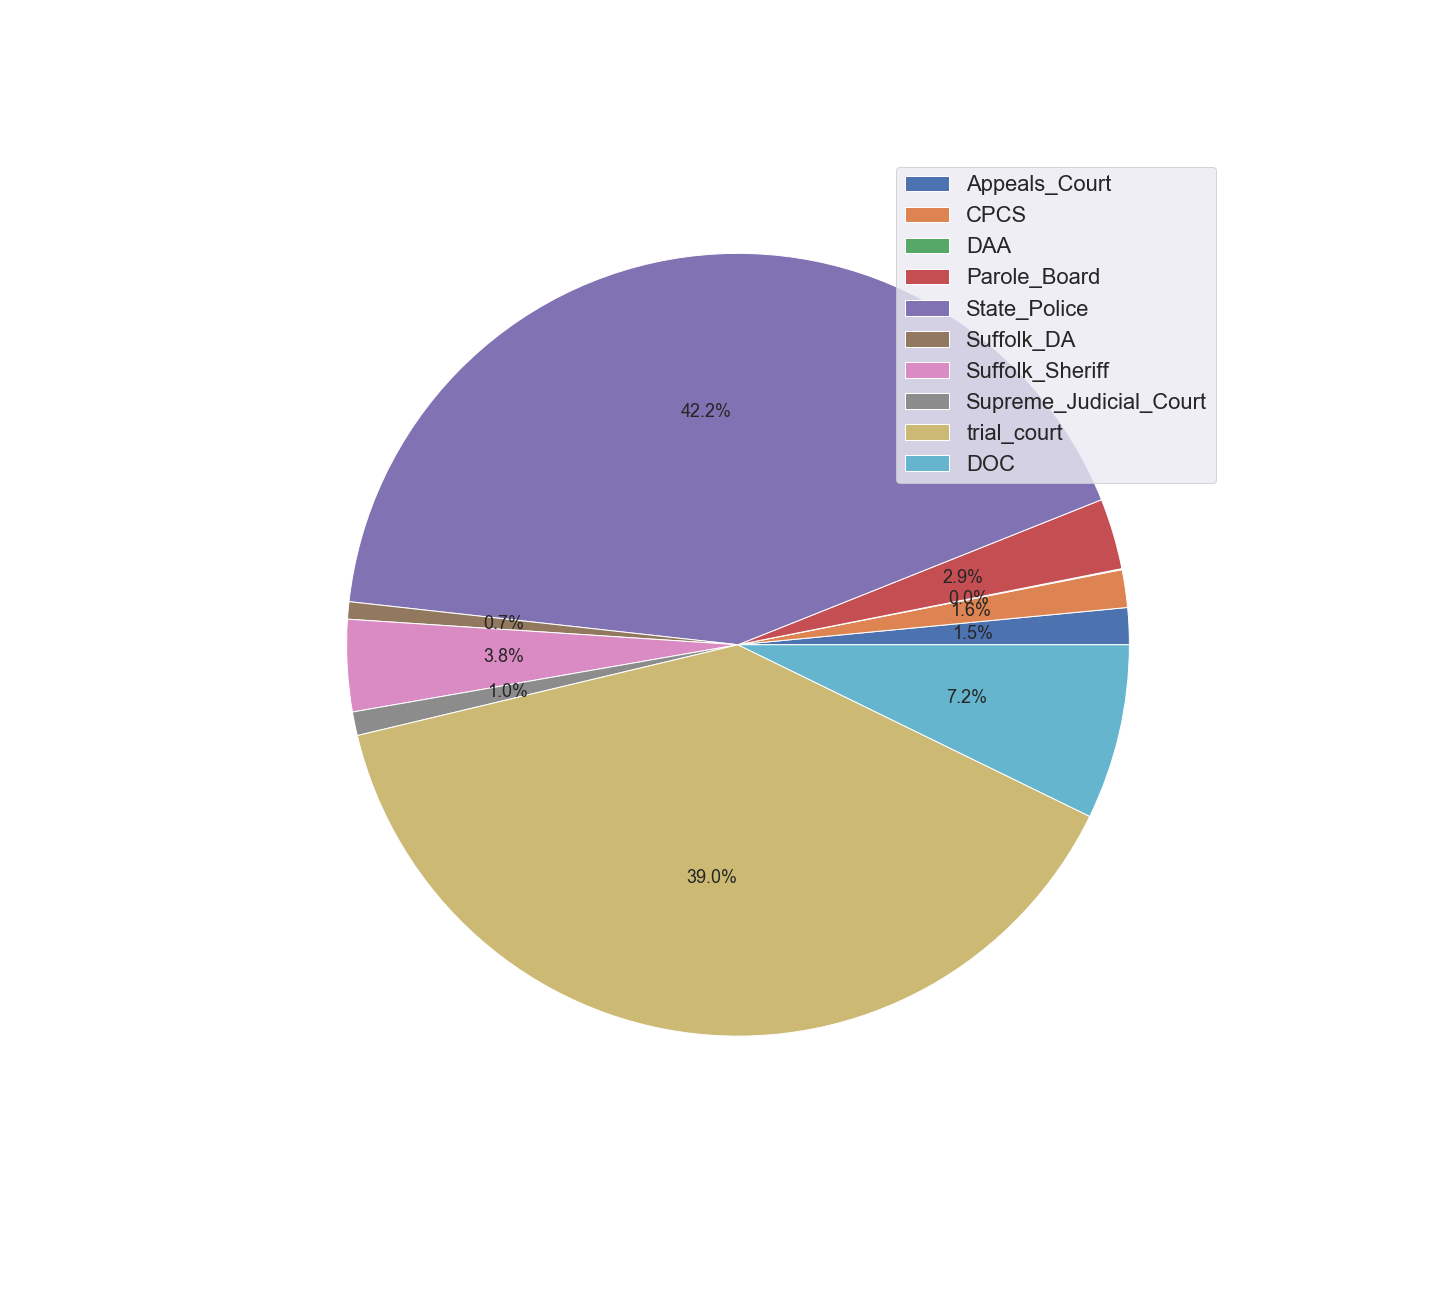 Appeals_Court
CPCS
DAA
Parole_Board
State_Police
Suffolk_DA
Suffolk_Sheriff
Supreme_Judicial_Court
trial_court
DOC
42.2%
2.9%
0.0%
1.6%
1.5%
0.7%
3.8%
1.0%
7.2%
39.0%